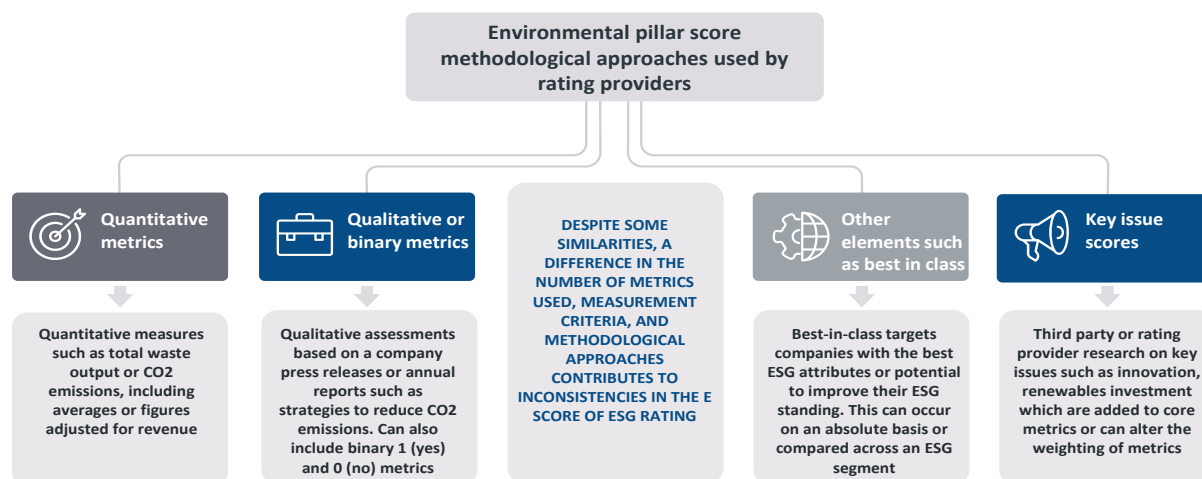 Environmental pillar score
methodological approaches used by
rating providers
Quantitative
metrics
Quantitative measures
such as total waste
output or CO2
emissions, including
averages or figures
adjusted for revenue
Qualitative or
binary metrics
Qualitative assessments
based on a company
press releases or annual
reports such as
strategies to reduce CO2
emissions. Can also
include binary 1 (yes)
and 0 (no) metrics
DESPITE SOME
SIMILARITIES, A
DIFFERENCE IN THE
NUMBER OF METRICS
USED, MEASUREMENT
CRITERIA, AND
METHODOLOGICAL
APPROACHES
CONTRIBUTES TO
INCONSISTENCIES IN THE E
SCORE OF ESG RATING
Other
elements such
as best in class
Best-in-class targets
companies with the best
ESG attributes or potential
to improve their ESG
standing. This can occur
on an absolute basis or
compared across an ESG
segment
Key issue
scores
Third party or rating
provider research on key
issues such as innovation,
renewables investment
which are added to core
metrics or can alter the
weighting of metrics